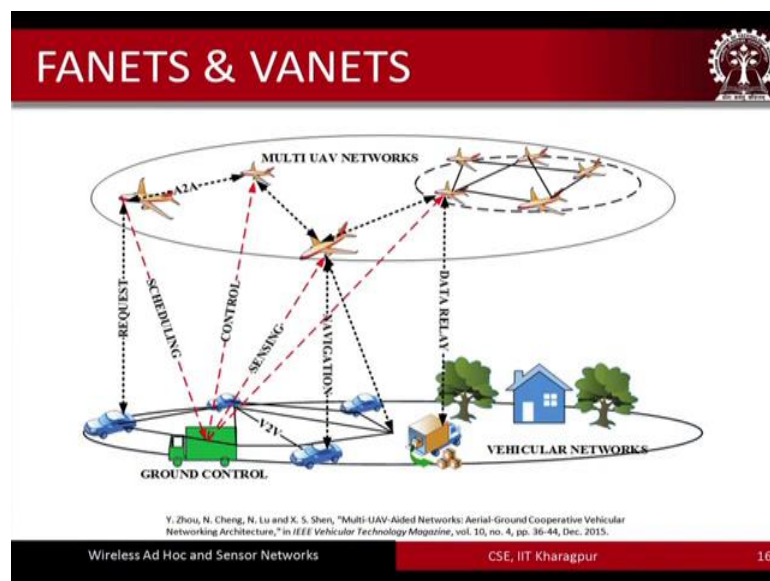 FANETS & VANETS
MULTI UAV NETWORKS
A2A
REQUEST
SCHEDULING
CONTROL
SENSING
NAVIGATION
DATA RELAY
V2V
GROUND CONTROL
VEHICULAR NETWORKS
Y. Zhou, N. Cheng, N. Lu and X. S. Shen, "Multi-UAV-Aided Networks: Aerial-Ground Cooperative Vehicular
Networking Architecture," in IEEE Vehicular Technology Magazine, vol. 10, no. 4, pp. 36-44, Dec. 2015.
Wireless Ad Hoc and Sensor Networks
CSE, IIT Kharagpur
16